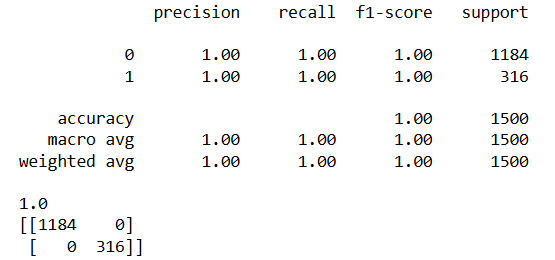 precision recall f1-score support
0 1.00 1.00 1.00 1184
1 1.00 1.00 1.00 316
accuracy 1.00 1500
macro avg 1.00 1.00 1.00 1500
weighted avg 1.00 1.00 1.00 1500
1.0
[[1184 0]
[ 0 316]]